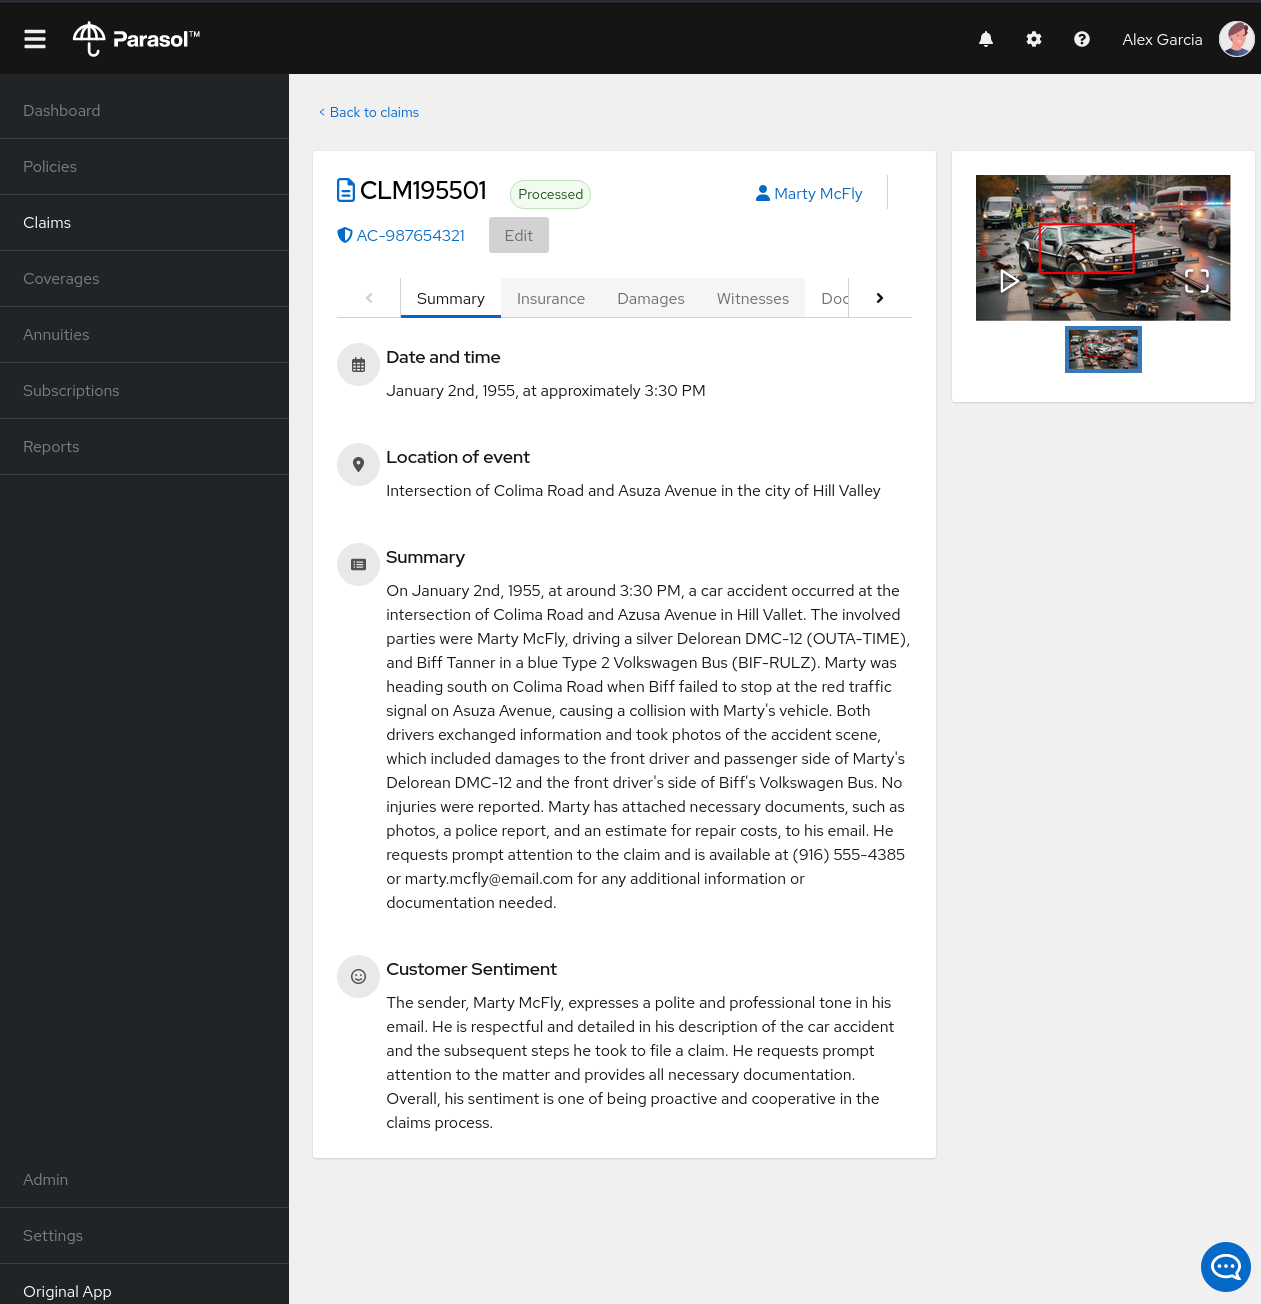 Parasol™
Alex Garcia
Dashboard
Policies
Claims
Coverages
Annuities
Subscriptions
Reports
Admin
Settings
Original App
< Back to claims
CLM195501
Processed
Marty McFly
AC-987654321
Edit
Summary
Insurance
Damages
Witnesses
Doc
Date and time
January 2nd, 1955, at approximately 3:30 PM
Location of event
Intersection of Colima Road and Asuza Avenue in the city of Hill Valley
Summary
On January 2nd, 1955, at around 3:30 PM, a car accident occurred at the
intersection of Colima Road and Azusa Avenue in Hill Vallet. The involved
parties were Marty McFly, driving a silver Delorean DMC-12 (OUTA-TIME),
and Biff Tanner in a blue Type 2 Volkswagen Bus (BIF-RULZ). Marty was
heading south on Colima Road when Biff failed to stop at the red traffic
signal on Asuza Avenue, causing a collision with Marty's vehicle. Both
drivers exchanged information and took photos of the accident scene,
which included damages to the front driver and passenger side of Marty's
Delorean DMC-12 and the front driver's side of Biff's Volkswagen Bus. No
injuries were reported. Marty has attached necessary documents, such as
photos, a police report, and an estimate for repair costs, to his email. He
requests prompt attention to the claim and is available at (916) 555-4385
or marty.mcfly@email.com for any additional information or
documentation needed.
Customer Sentiment
The sender, Marty McFly, expresses a polite and professional tone in his
email. He is respectful and detailed in his description of the car accident
and the subsequent steps he took to file a claim. He requests prompt
attention to the matter and provides all necessary documentation.
Overall, his sentiment is one of being proactive and cooperative in the
claims process.